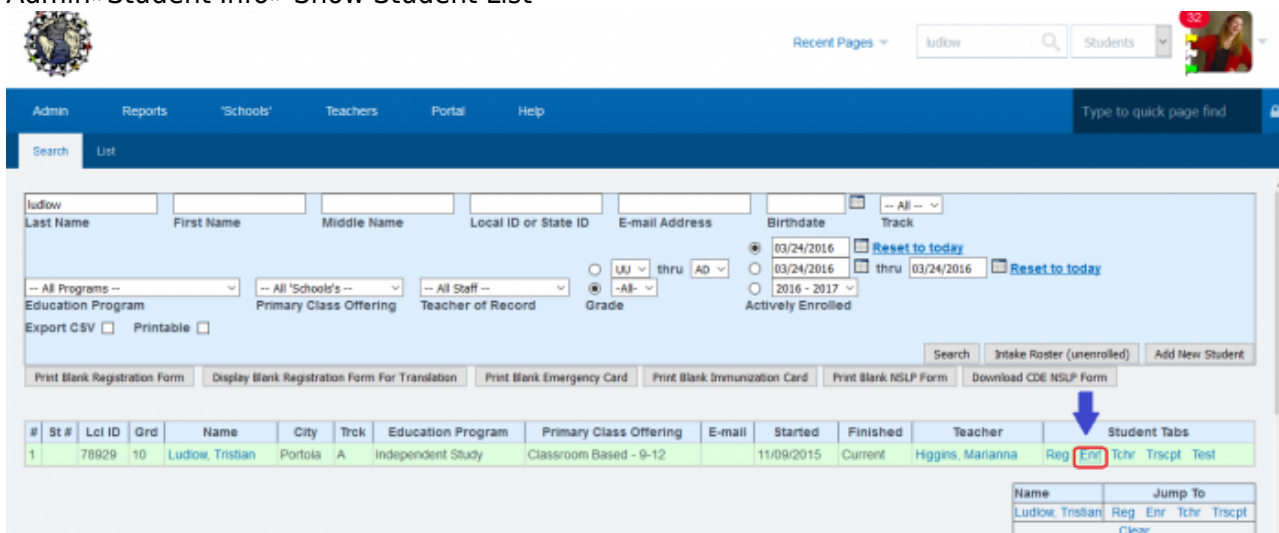 Admin» Student Info» Show Student List
32
Recent Pages ludlow Students
Admin Reports 'Schools' Teachers Portal Help Type to quick page find
Search List
ludlow -- All --
Last Name First Name Middle Name Local ID or State ID E-mail Address Birthdate Track
03/24/2016 Reset to today
UU thru AD 03/24/2016 thru 03/24/2016 Reset to today
-- All Programs -- -- All 'Schools's -- -- All Staff -- -All- 2016 - 2017
Education Program Primary Class Offering Teacher of Record Grade Actively Enrolled
Export CSV Printable
Search Intake Roster (unenrolled) Add New Student
Print Blank Registration Form Display Blank Registration Form For Translation Print Blank Emergency Card Print Blank Immunization Card Print Blank NSLP Form Download CDE NSLP Form
# St # Lcl ID Grd Name City Trck Education Program Primary Class Offering E-mail Started Finished Teacher Student Tabs
1 78929 10 Ludlow, Tristian Portola A Independent Study Classroom Based - 9-12 11/09/2015 Current Higgins, Marianna Reg Enr Tchr Trscpt Test
Name Jump To
Ludlow, Tristian Reg Enr Tchr Trscpt
Clear